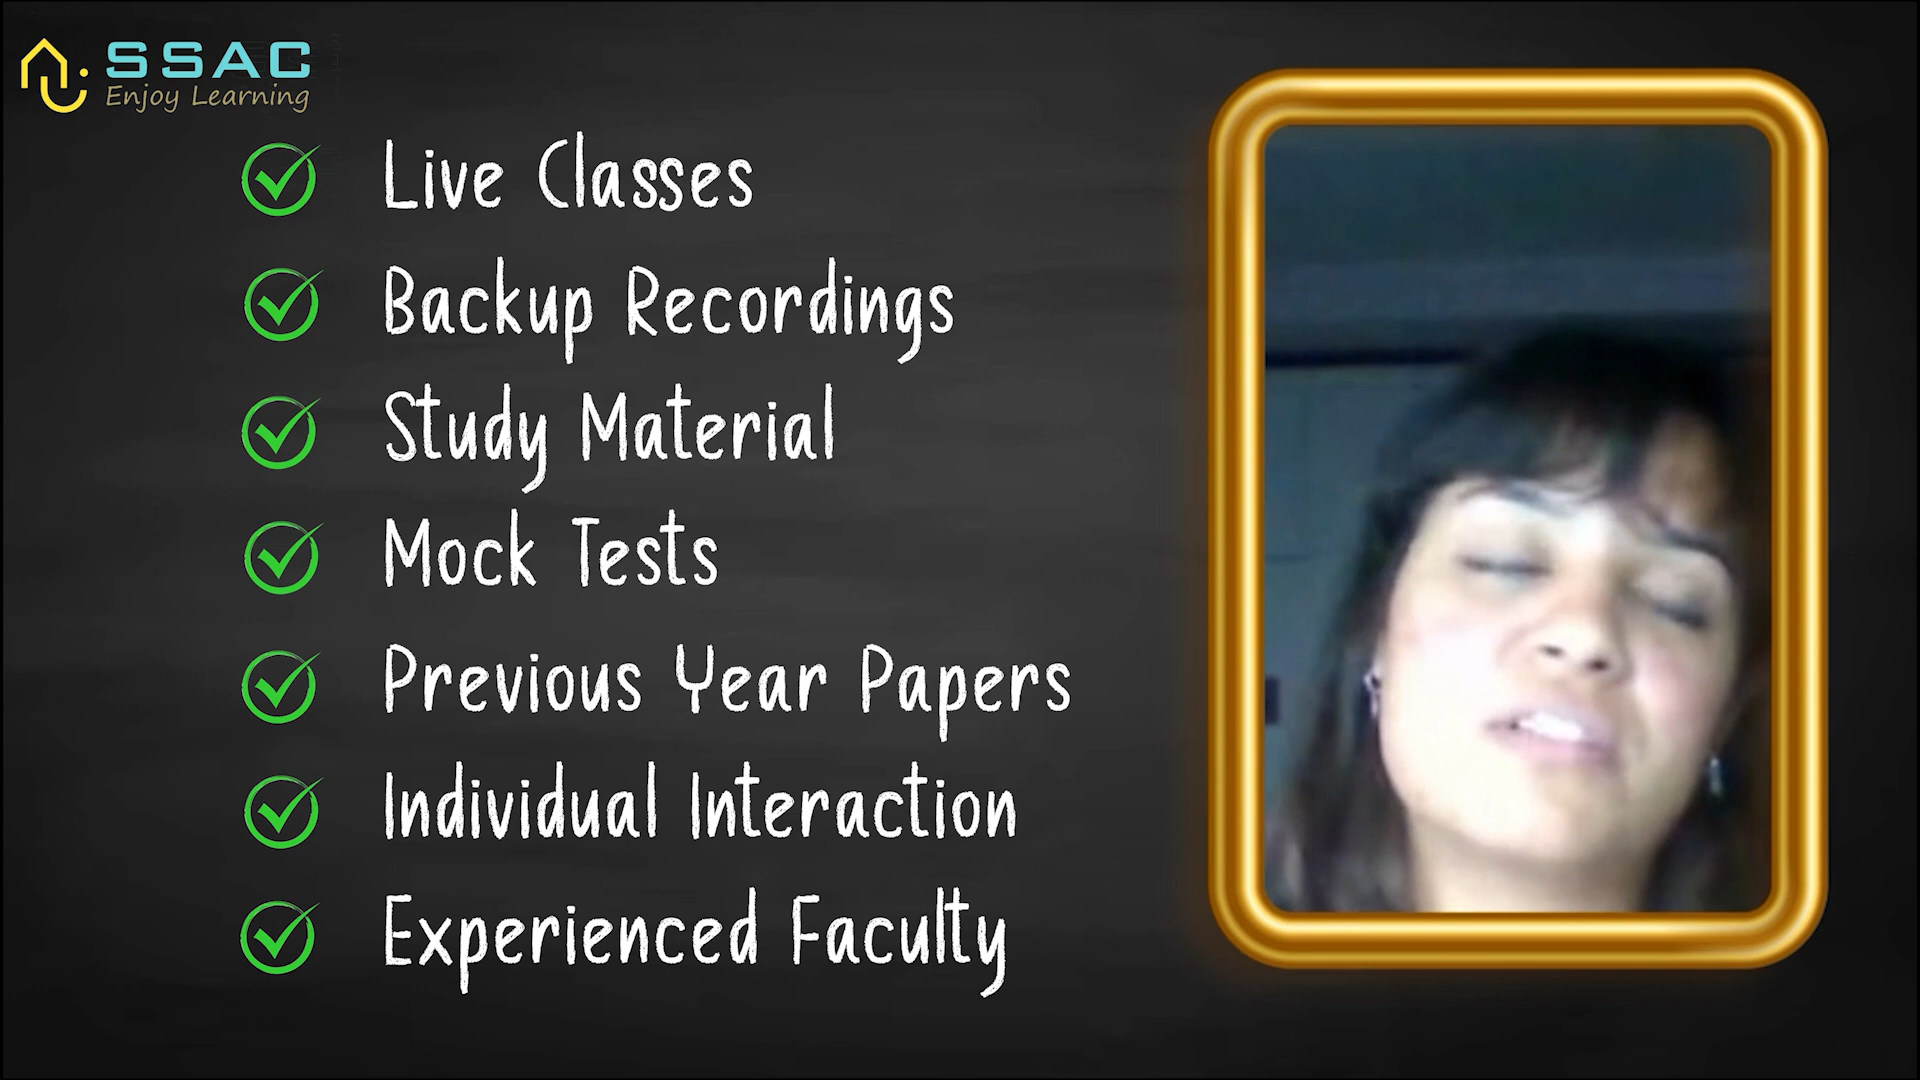 SSAC
Enjoy Learning
Live Classes
Backup Recordings
Study Material
Mock Tests
Previous Year Papers
Individual Interaction
Experienced Faculty